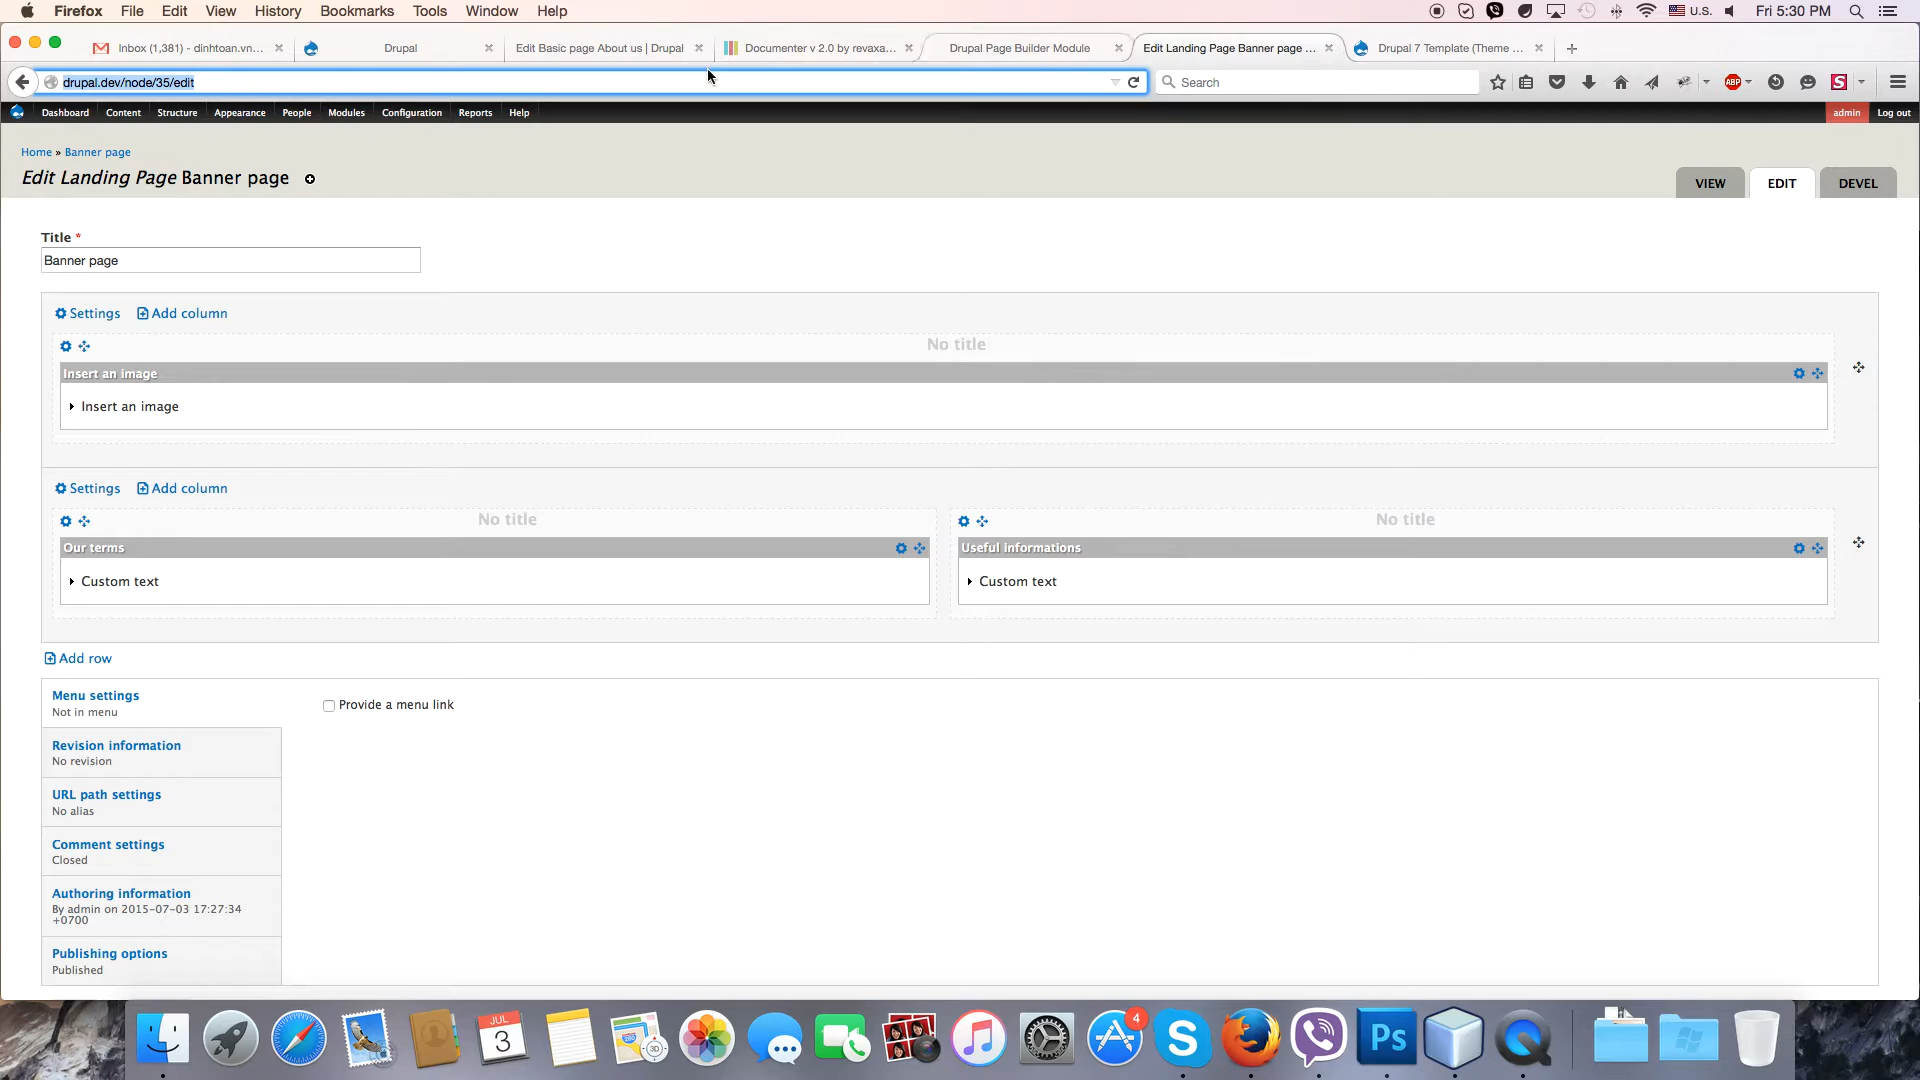 Firefox File Edit View History Bookmarks Tools Window Help U.S. Fri 5:30 PM
Inbox (1,381) - dinhtoan.vn... Drupal Edit Basic page About us | Drupal Documenter v 2.0 by revaxa... Drupal Page Builder Module Edit Landing Page Banner page ... Drupal 7 Template (Theme ...
drupal.dev/node/35/edit Search ABP S
Dashboard Content Structure Appearance People Modules Configuration Reports Help admin Log out
Home » Banner page
Edit Landing Page Banner page
VIEW EDIT DEVEL
Title *
Banner page
Settings Add column
No title
Insert an image
Insert an image
Settings Add column
No title No title
Our terms Useful informations
Custom text Custom text
Add row
Menu settings
Not in menu
Provide a menu link
Revision information
No revision
URL path settings
No alias
Comment settings
Closed
Authoring information
By admin on 2015-07-03 17:27:34
+0700
Publishing options
Published
JUL
3
4
Ps